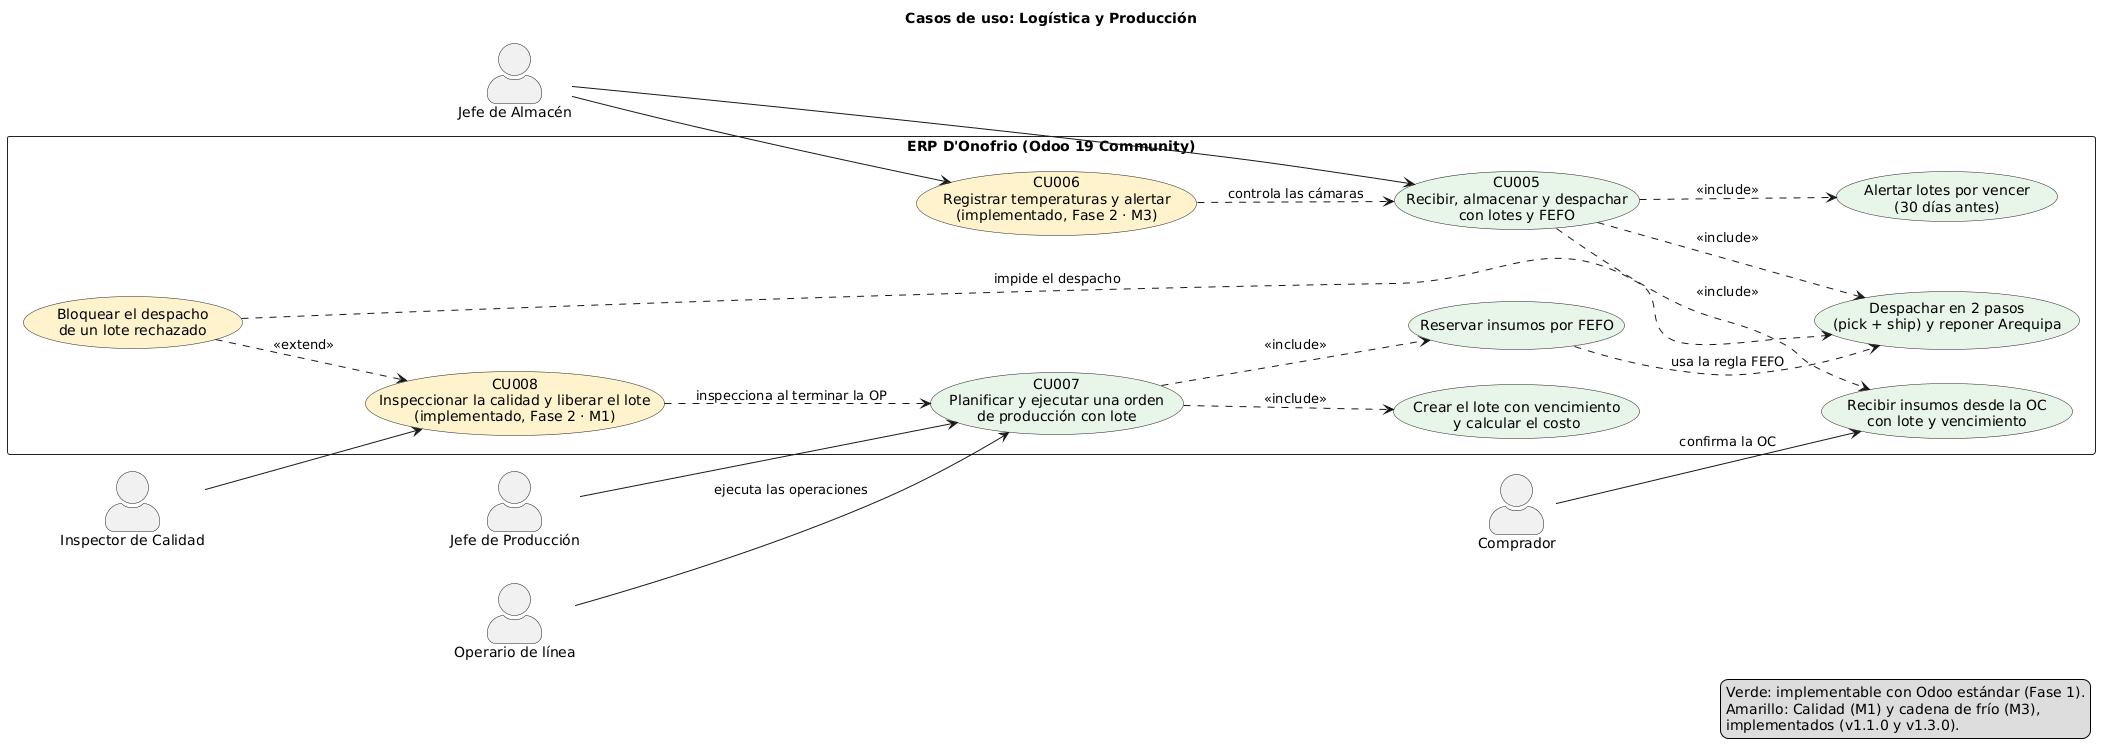 Casos de uso: Logística y Producción
Jefe de Almacén
ERP D'Onofrio (Odoo 19 Community)
CU006
Registrar temperaturas y alertar
(implementado, Fase 2 · M3)
controla las cámaras
CU005
Recibir, almacenar y despachar
con lotes y FEFO
«include»
Alertar lotes por vencer
(30 días antes)
«include»
impide el despacho
«include»
Bloquear el despacho
de un lote rechazado
Despachar en 2 pasos
(pick + ship) y reponer Arequipa
Reservar insumos por FEFO
«extend»
«include»
usa la regla FEFO
CU008
Inspeccionar la calidad y liberar el lote
(implementado, Fase 2 · M1)
inspecciona al terminar la OP
CU007
Planificar y ejecutar una orden
de producción con lote
«include»
Crear el lote con vencimiento
y calcular el costo
Recibir insumos desde la OC
con lote y vencimiento
confirma la OC
ejecuta las operaciones
Inspector de Calidad
Jefe de Producción
Comprador
Operario de línea
Verde: implementable con Odoo estándar (Fase 1).
Amarillo: Calidad (M1) y cadena de frío (M3),
implementados (v1.1.0 y v1.3.0).